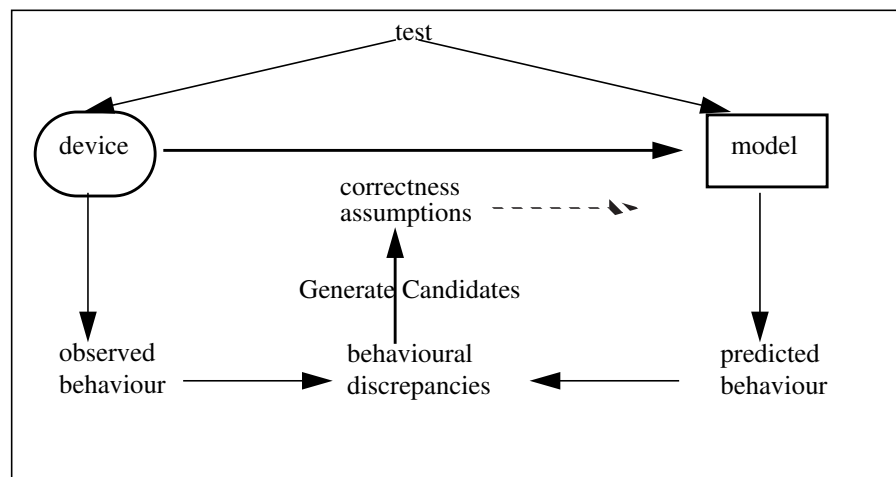 test
device
model
correctness
assumptions
Generate Candidates
observed
behaviour
behavioural
discrepancies
predicted
behaviour